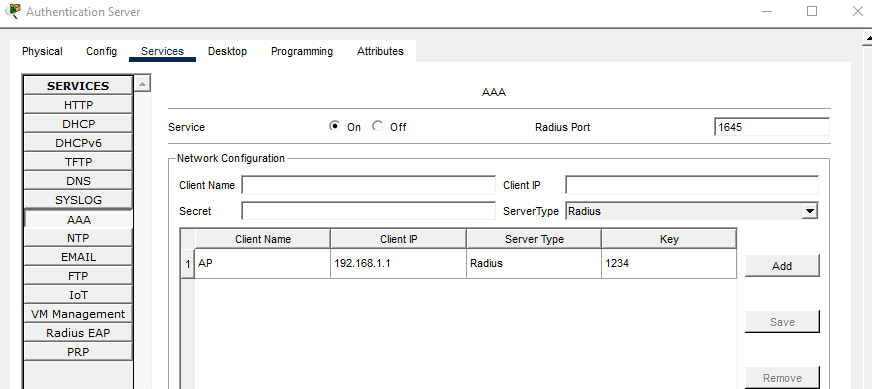 Authentication Server
Physical Config Services Desktop Programming Attributes
SERVICES
HTTP
DHCP
DHCPv6
TFTP
DNS
SYSLOG
AAA
NTP
EMAIL
FTP
IoT
VM Management
Radius EAP
PRP
AAA
Service On Off Radius Port 1645
Network Configuration
Client Name Client IP
Secret ServerType Radius
Client Name Client IP Server Type Key
1 AP 192.168.1.1 Radius 1234
Add
Save
Remove